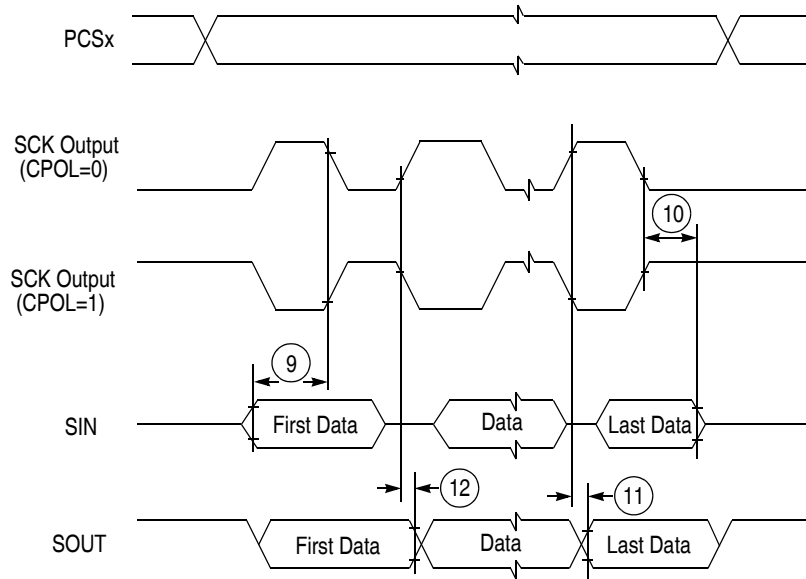 PCSx
SCK Output
(CPOL=0)
10
SCK Output
(CPOL=1)
9
SIN
First Data
Data
Last Data
12
11
SOUT
First Data
Data
Last Data